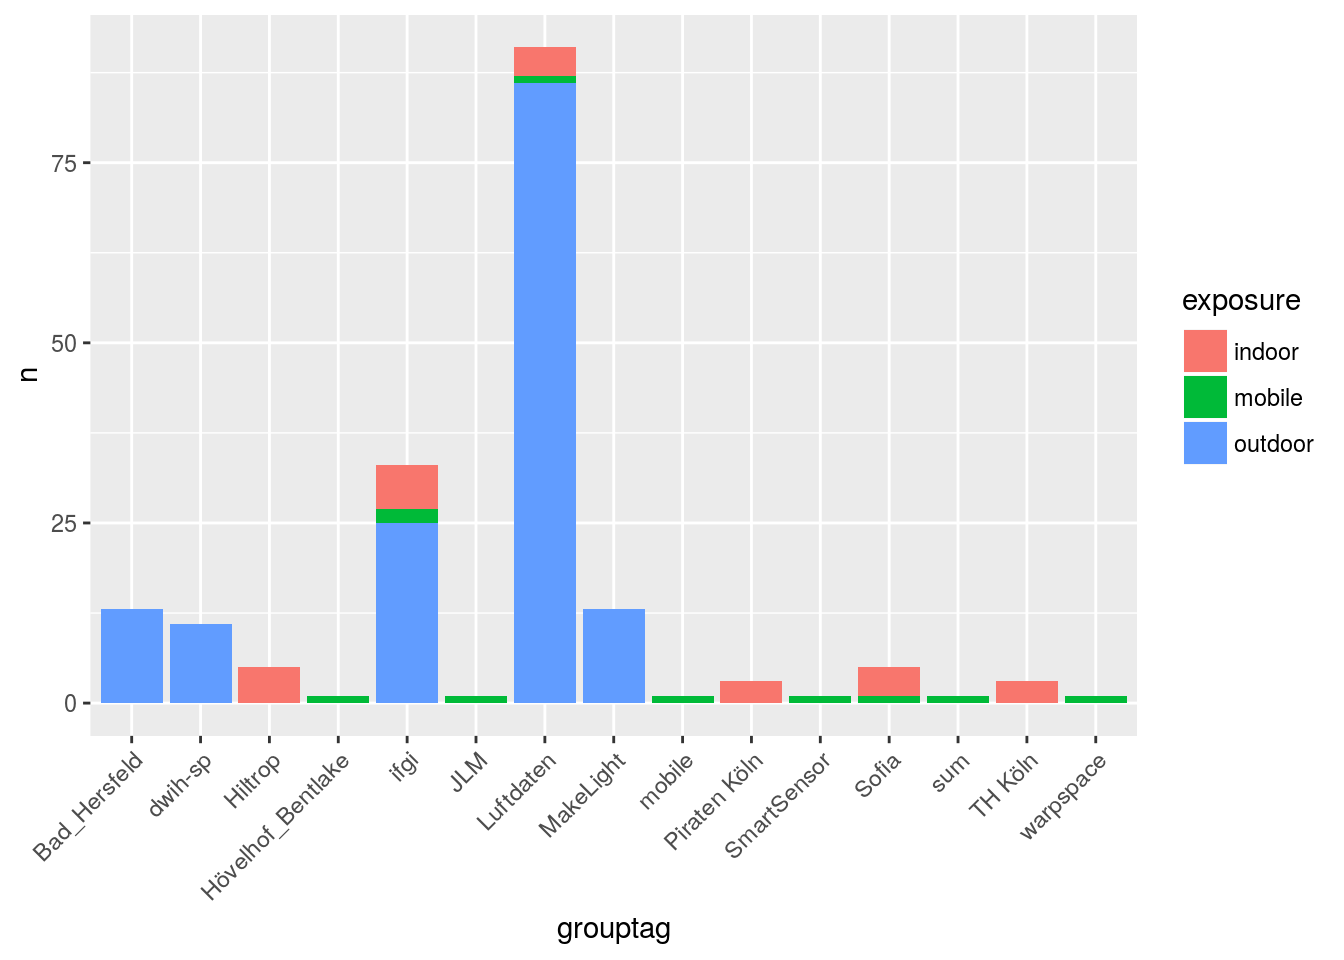 75
50
25
0
n
Bad_Hersfeld
dwih-sp
Hiltrop
Hövelhof_Bentlake
ifgi
JLM
Luftdaten
MakeLight
mobile
Piraten Köln
SmartSensor
Sofia
sum
TH Köln
warpspace
grouptag
exposure
indoor
mobile
outdoor